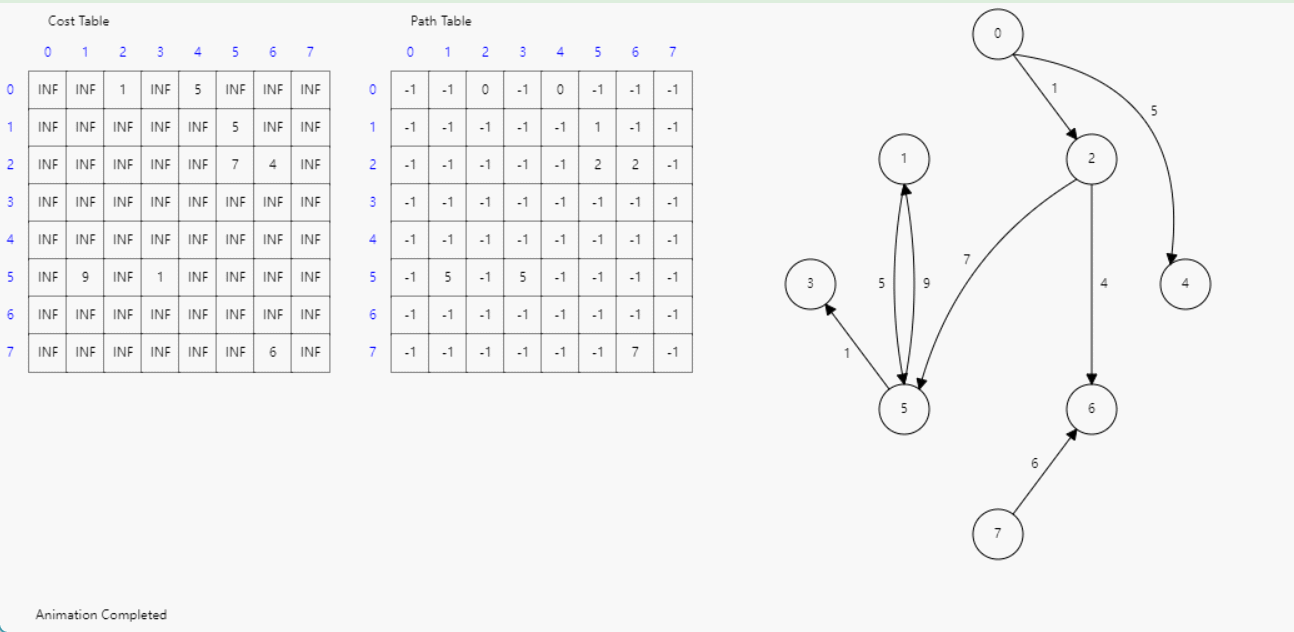 Cost Table Path Table
0 1 2 3 4 5 6 7 0 1 2 3 4 5 6 7
0 INF INF 1 INF 5 INF INF INF 0 -1 -1 0 -1 0 -1 -1 -1
1 INF INF INF INF INF 5 INF INF 1 -1 -1 -1 -1 -1 1 -1 -1
2 INF INF INF INF INF 7 4 INF 2 -1 -1 -1 -1 -1 2 2 -1
3 INF INF INF INF INF INF INF INF 3 -1 -1 -1 -1 -1 -1 -1 -1
4 INF INF INF INF INF INF INF INF 4 -1 -1 -1 -1 -1 -1 -1 -1
5 INF 9 INF 1 INF INF INF INF 5 -1 5 -1 5 -1 -1 -1 -1
6 INF INF INF INF INF INF INF INF 6 -1 -1 -1 -1 -1 -1 -1 -1
7 INF INF INF INF INF INF 6 INF 7 -1 -1 -1 -1 -1 -1 7 -1
0
1
5
1 2
7
3 5 9 4 4
1
5 6
6
7
Animation Completed